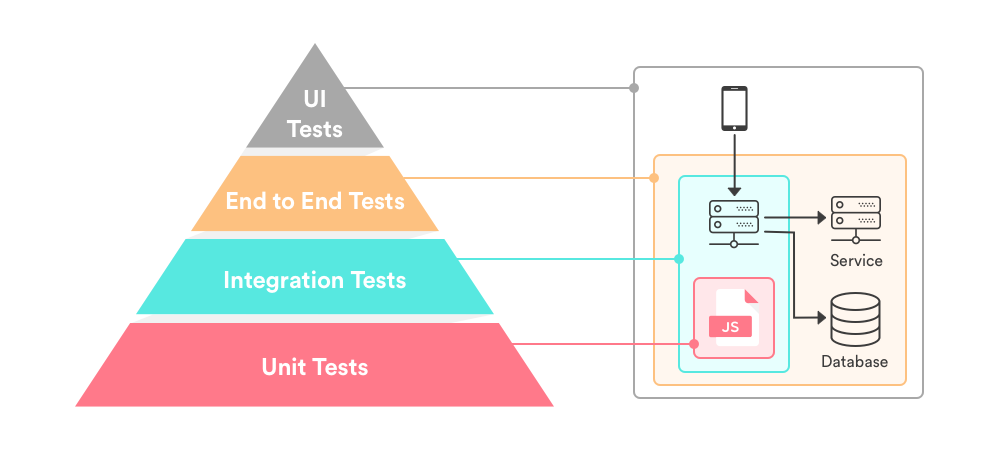 UI
Tests
End to End Tests
Integration Tests
Unit Tests
Service
JS
Database